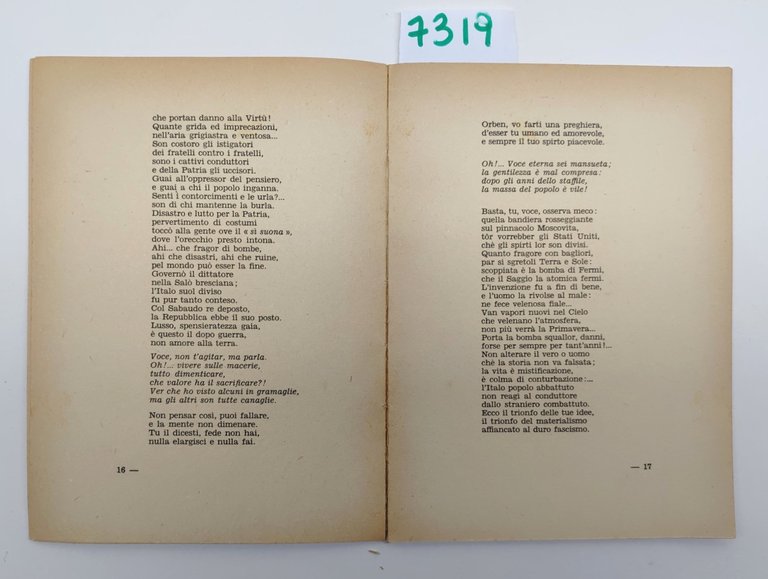 7319
che portan danno alla Virtù!
Quante grida ed imprecazioni,
nell'aria grigiastra e ventosa...
Son costoro gli istigatori
dei fratelli contro i fratelli,
sono i cattivi conduttori
e della Patria gli uccisori.
Guai all'oppressor del pensiero,
e guai a chi il popolo inganna.
Senti i contorcimenti e le urla?...
son di chi mantenne la burla.
Disastro e lutto per la Patria,
pervertimento di costumi
toccò alla gente ove il « sì suona »,
dove l'orecchio presto intona.
Ahi... che fragor di bombe,
ahi che disastri, ahi che ruine,
pel mondo può esser la fine.
Governò il dittatore
nella Salò bresciana;
l'Italo suol diviso
fu pur tanto conteso.
Col Sabaudo re deposto,
la Repubblica ebbe il suo posto.
Lusso, spensieratezza gaia,
è questo il dopo guerra,
non amore alla terra.
Voce, non t'agitar, ma parla.
Oh!... vivere sulle macerie,
tutto dimenticare,
che valore ha il sacrificare?!
Ver che ho visto alcuni in gramaglie,
ma gli altri son tutte canaglie.
Non pensar così, puoi fallare,
e la mente non dimenare.
Tu il dicesti, fede non hai,
nulla elargisci e nulla fai.
16 —
Orben, vo farti una preghiera,
d'esser tu umano ed amorevole,
e sempre il tuo spirto piacevole.
Oh!... Voce eterna sei mansueta;
la gentilezza è mal compresa:
dopo gli anni dello staffile,
la massa del popolo è vile!
Basta, tu, voce, osserva meco:
quella bandiera rosseggiante
sul pinnacolo Moscovita,
tôr vorrebber gli Stati Uniti,
chè gli spirti lor son divisi.
Quanto fragore con bagliori,
par si sgretoli Terra e Sole:
scoppiata è la bomba di Fermi,
che il Saggio la atomica fermi.
L'invenzione fu a fin di bene,
e l'uomo la rivolse al male:
ne fece velenosa fiale...
Van vapori nuovi nel Cielo
che velenano l'atmosfera,
non più verrà la Primavera...
Porta la bomba squallor, danni,
forse per sempre per tant'anni!...
Non alterare il vero o uomo
chè la storia non va falsata;
la vita è mistificazione,
è colma di conturbazione:...
l'Italo popolo abbattuto
non reagì al conduttore
dallo straniero combattuto.
Ecco il trionfo delle tue idee,
il trionfo del materialismo
affiancato al duro fascismo.
— 17